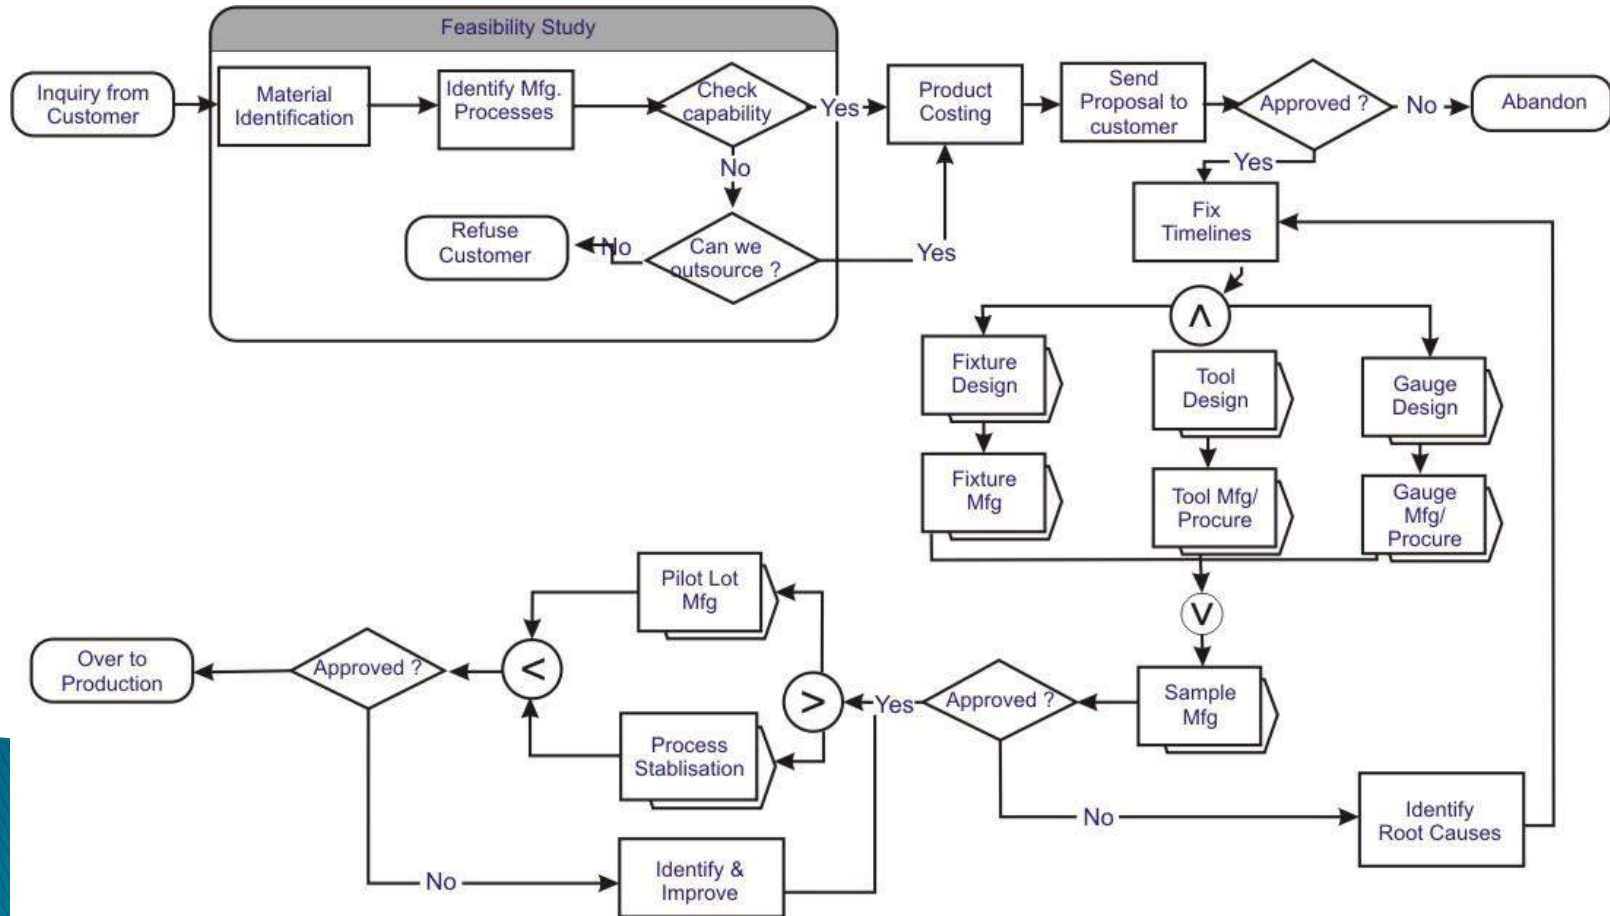 Feasibility Study
Inquiry from
Customer
Material
Identification
Identify Mfg.
Processes
Check
capability
Yes
Product
Costing
Send
Proposal to
customer
Approved ?
No
Abandon
No
Yes
Refuse
Customer
No
Can we
outsource ?
Yes
Fix
Timelines
Λ
Fixture
Design
Tool
Design
Gauge
Design
Fixture
Mfg
Tool Mfg/
Procure
Gauge
Mfg/
Procure
V
Pilot Lot
Mfg
Over to
Production
Approved ?
<
>
Yes
Approved ?
Sample
Mfg
Process
Stablisation
No
Identify
Root Causes
No
Identify &
Improve